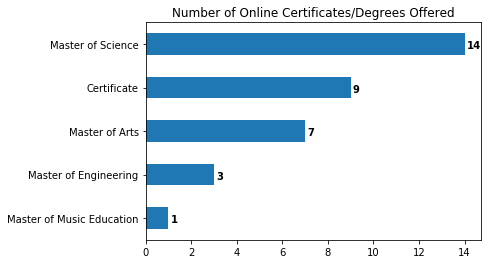 Number of Online Certificates/Degrees Offered
Master of Science
14
Certificate
9
Master of Arts
7
Master of Engineering
3
Master of Music Education
1
0 2 4 6 8 10 12 14